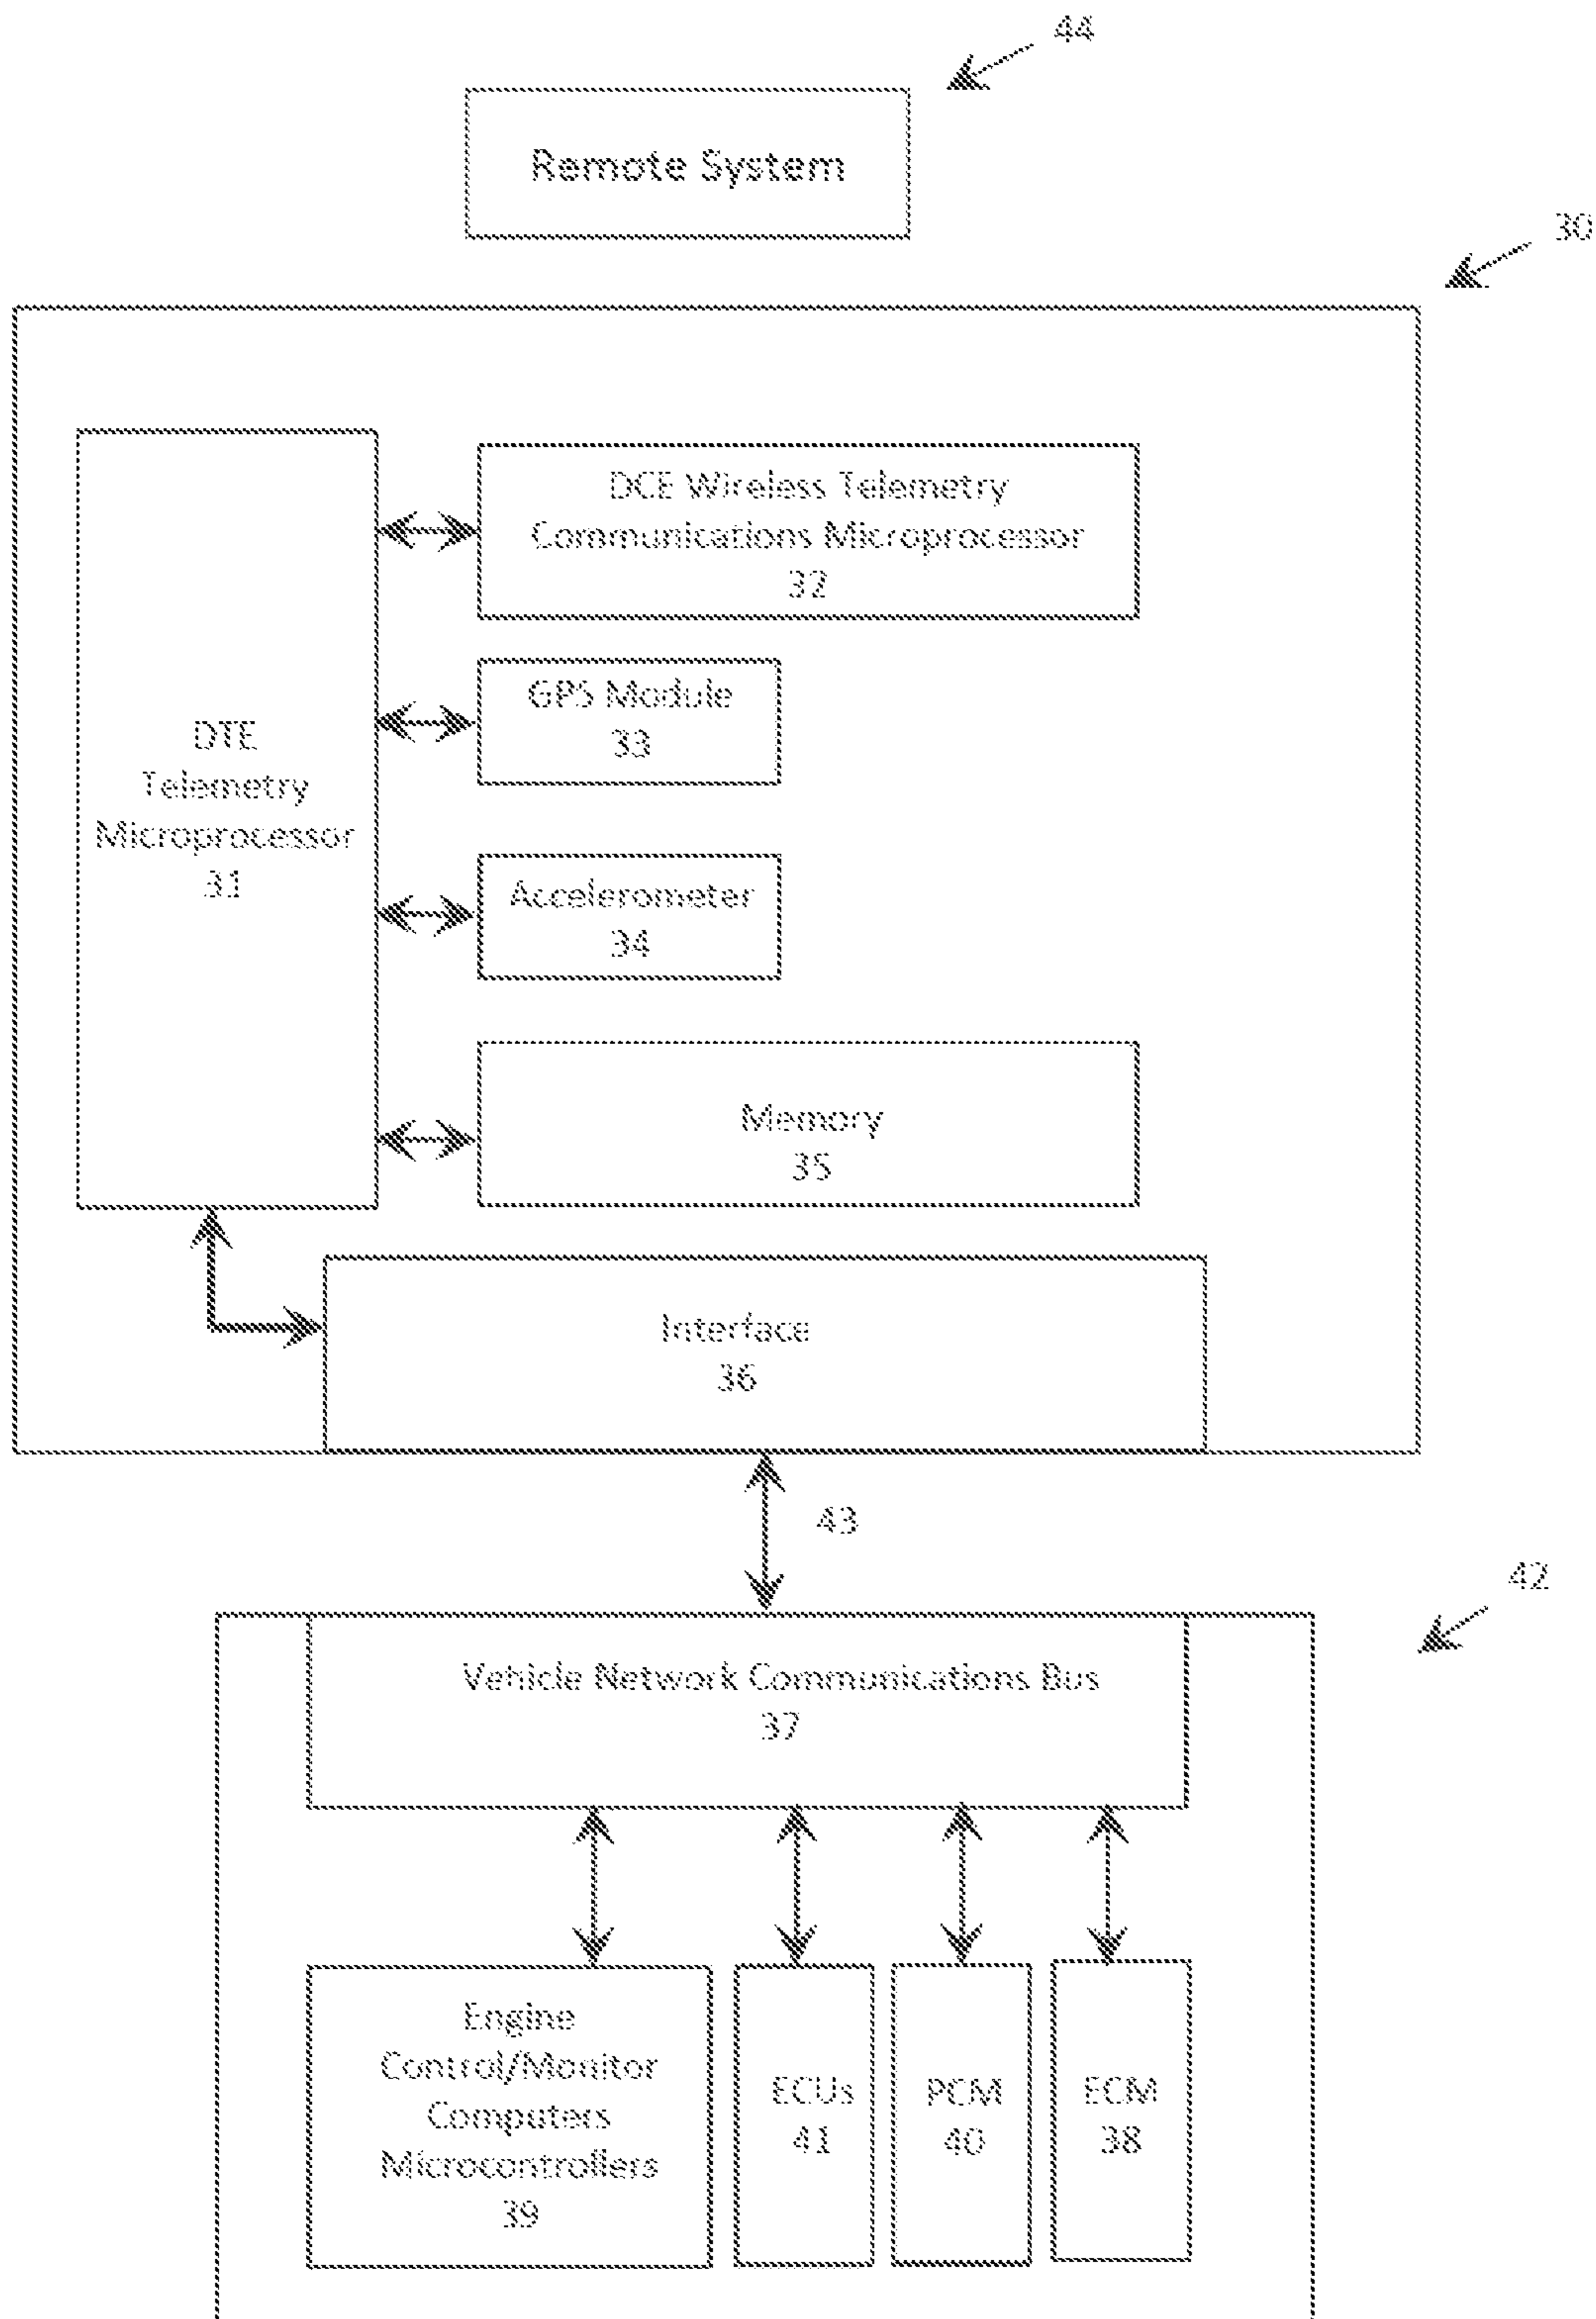 44
Remote System
30
DCE Wireless Telemetry
Communications Microprocessor
32
GPS Module
33
DTE
Telemetry
Microprocessor
31
Accelerometer
34
Memory
35
Interface
36
43
42
Vehicle Network Communications Bus
37
Engine
Control/Monitor
Computers
Microcontrollers
39
ECUs
41
PCM
40
ECM
38